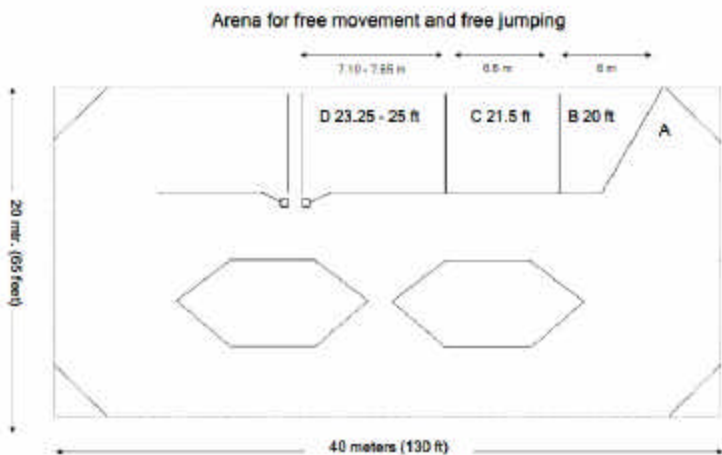 Arena for free movement and free jumping
7.10 - 7.65 m
6.5 m
6 m
D 23.25 - 25 ft
C 21.5 ft
B 20 ft
A
20 mtr. (65 feet)
40 meters (130 ft)